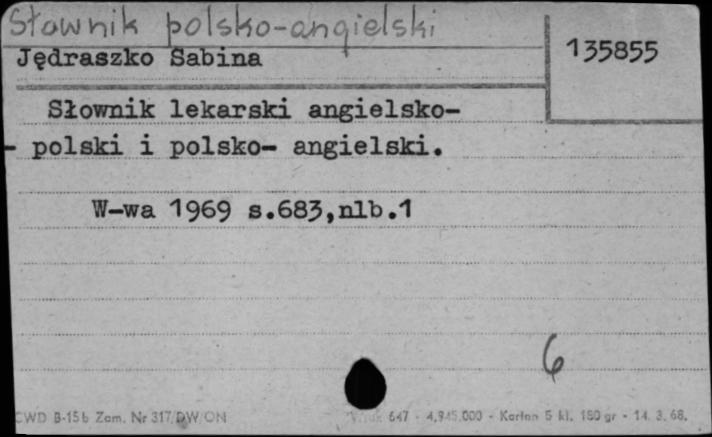 Słownik polsko-angielski
Jędraszko Sabina
135855
Słownik lekarski angielsko-
- polski i polsko- angielski.
W-wa 1969 s.683,nlb.1
6
CWD B-15b Zam. Nr 317/DW/ON
647 - 4,945.000 - Karton 5 kl. 180 gr - 14. 3. 68.